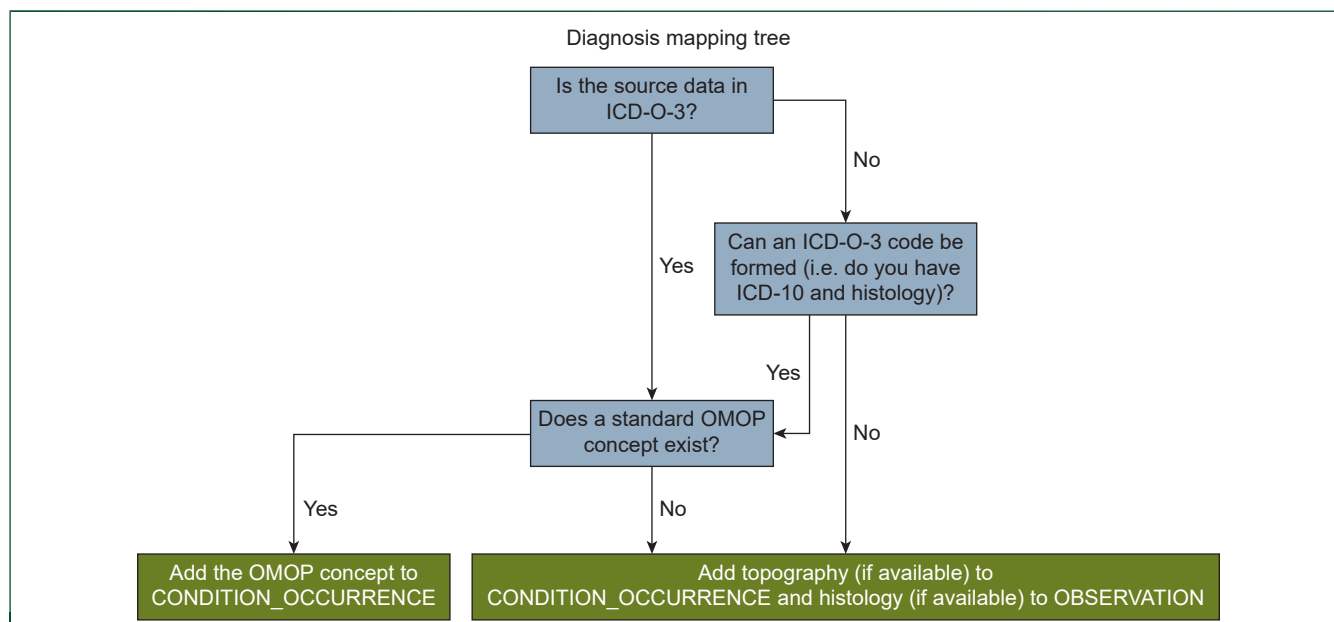 Diagnosis mapping tree
Is the source data in
ICD-O-3?
No
Can an ICD-O-3 code be
formed (i.e. do you have
ICD-10 and histology)?
Yes
Yes
Does a standard OMOP
concept exist?
No
Yes
No
Add the OMOP concept to
CONDITION_OCCURRENCE
Add topography (if available) to
CONDITION_OCCURRENCE and histology (if available) to OBSERVATION